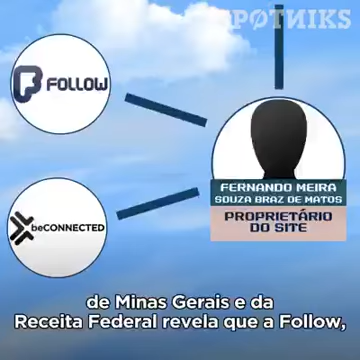 SPOTNIKS
FOLLOW
beCONNECTED
FERNANDO MEIRA
SOUZA BRAZ DE MATOS
PROPRIETÁRIO
DO SITE
de Minas Gerais e da
Receita Federal revela que a Follow,